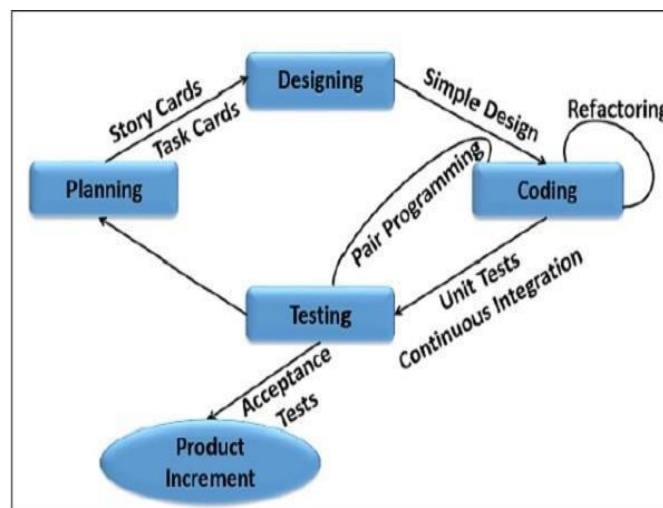 Designing
Story Cards
Task Cards
Simple Design
Refactoring
Planning
Coding
Pair Programming
Testing
Unit Tests
Continuous Integration
Acceptance
Tests
Product
Increment